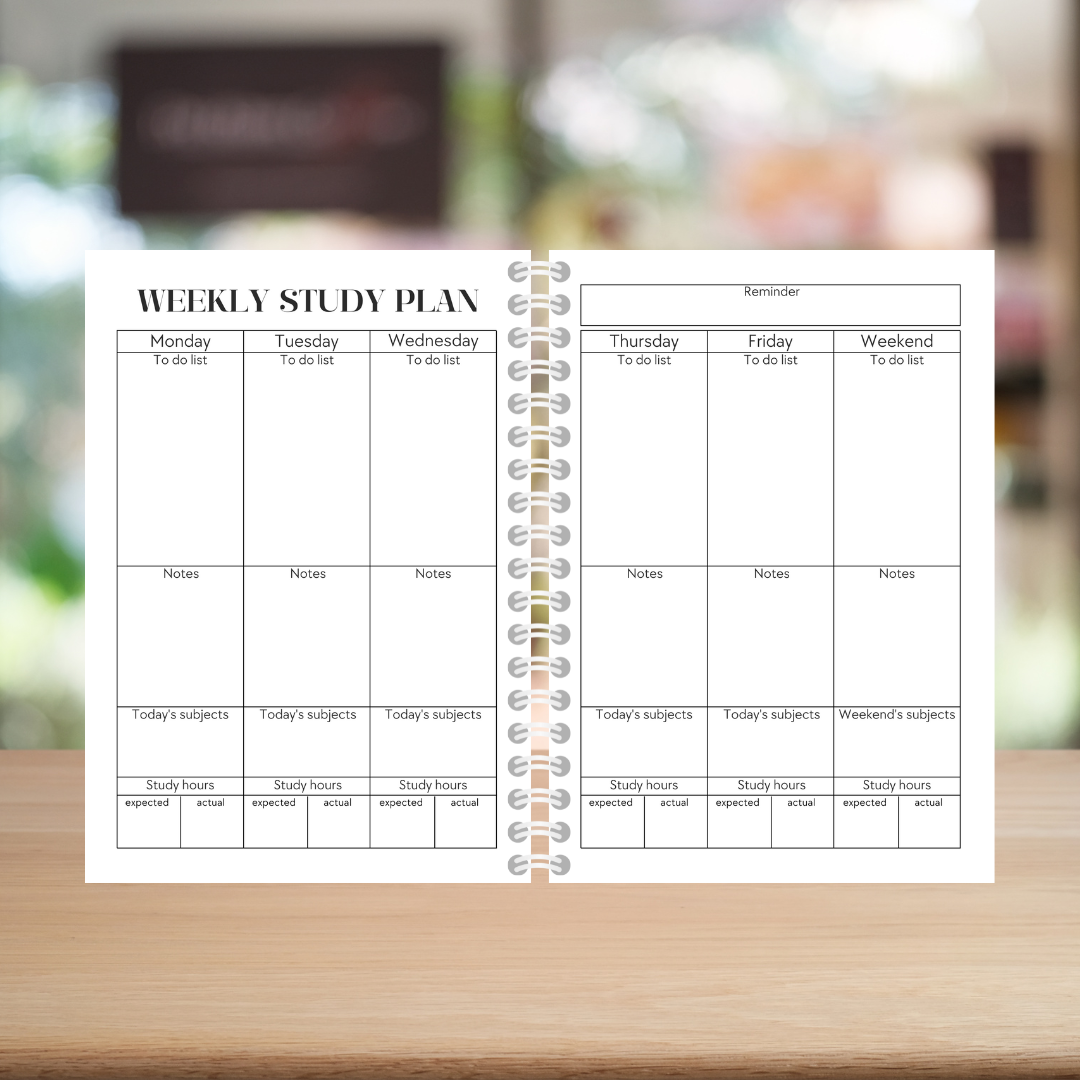 WEEKLY STUDY PLAN
Monday Tuesday Wednesday
To do list To do list To do list
Notes Notes Notes
Today's subjects Today's subjects Today's subjects
Study hours Study hours Study hours
expected actual expected actual expected actual
Reminder
Thursday Friday Weekend
To do list To do list To do list
Notes Notes Notes
Today's subjects Today's subjects Weekend's subjects
Study hours Study hours Study hours
expected actual expected actual expected actual